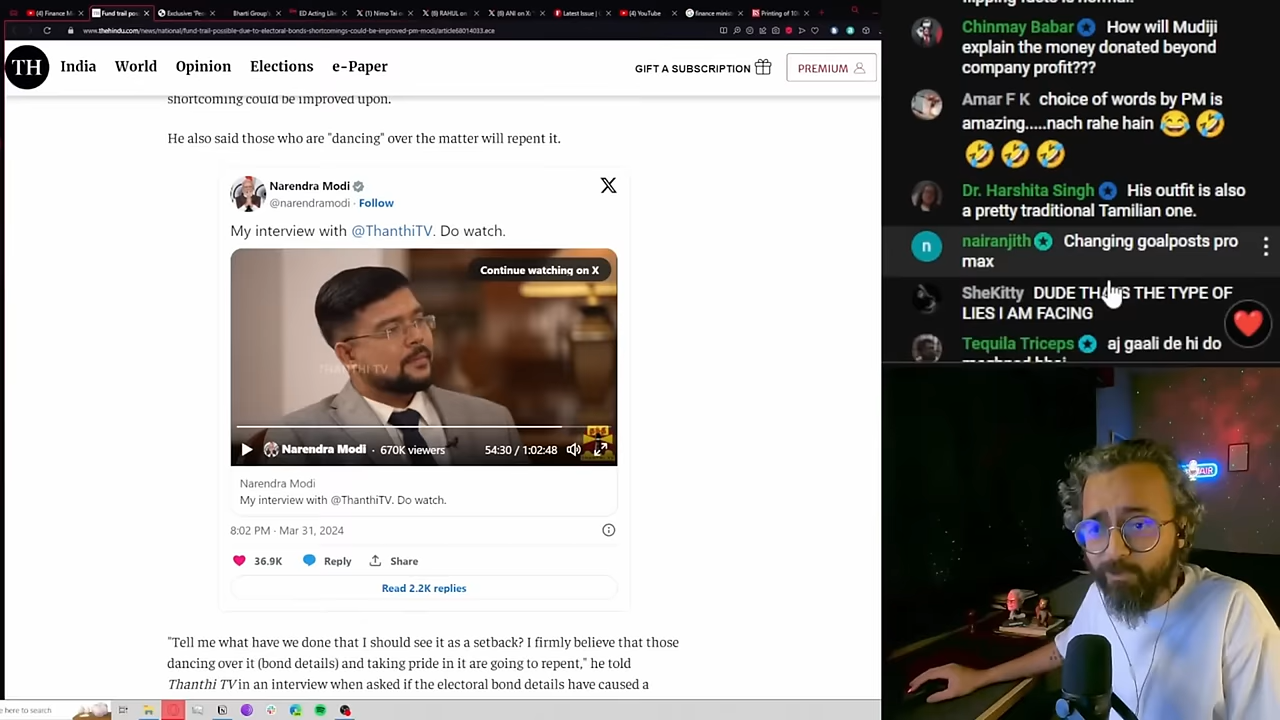 (4) Finance M
Fund trail pos
Exclusive 'Per
Bharti Group'
ED Acting Like
(1) Nimo Tai
(8) RAHUL on
(8) ANI on X:
Latest Issue | C
(4) YouTube
finance minist
Printing of 10
www.thehindu.com/news/national/fund-trail-possible-due-to-electoral-bonds-shortcomings-could-be-improved-pm-modi/article68014033.ece
TH
India World Opinion Elections e-Paper
GIFT A SUBSCRIPTION
PREMIUM
shortcoming could be improved upon.
He also said those who are "dancing" over the matter will repent it.
Narendra Modi
@narendramodi · Follow
My interview with @ThanthiTV. Do watch.
Continue watching on X
THANTHI TV
Narendra Modi · 670K viewers 54:30 / 1:02:48
Narendra Modi
My interview with @ThanthiTV. Do watch.
8:02 PM · Mar 31, 2024
36.9K Reply Share
Read 2.2K replies
"Tell me what have we done that I should see it as a setback? I firmly believe that those
dancing over it (bond details) and taking pride in it are going to repent," he told
Thanthi TV in an interview when asked if the electoral bond details have caused a
here to search
Chinmay Babar How will Mudiji
explain the money donated beyond
company profit???
Amar F K choice of words by PM is
amazing.....nach rahe hain 😂 🤣
🤣 🤣 🤣
Dr. Harshita Singh His outfit is also
a pretty traditional Tamilian one.
n
nairanjith Changing goalposts pro
max
SheKitty DUDE THATS THE TYPE OF
LIES I AM FACING
Tequila Triceps aj gaali de hi do
AIR